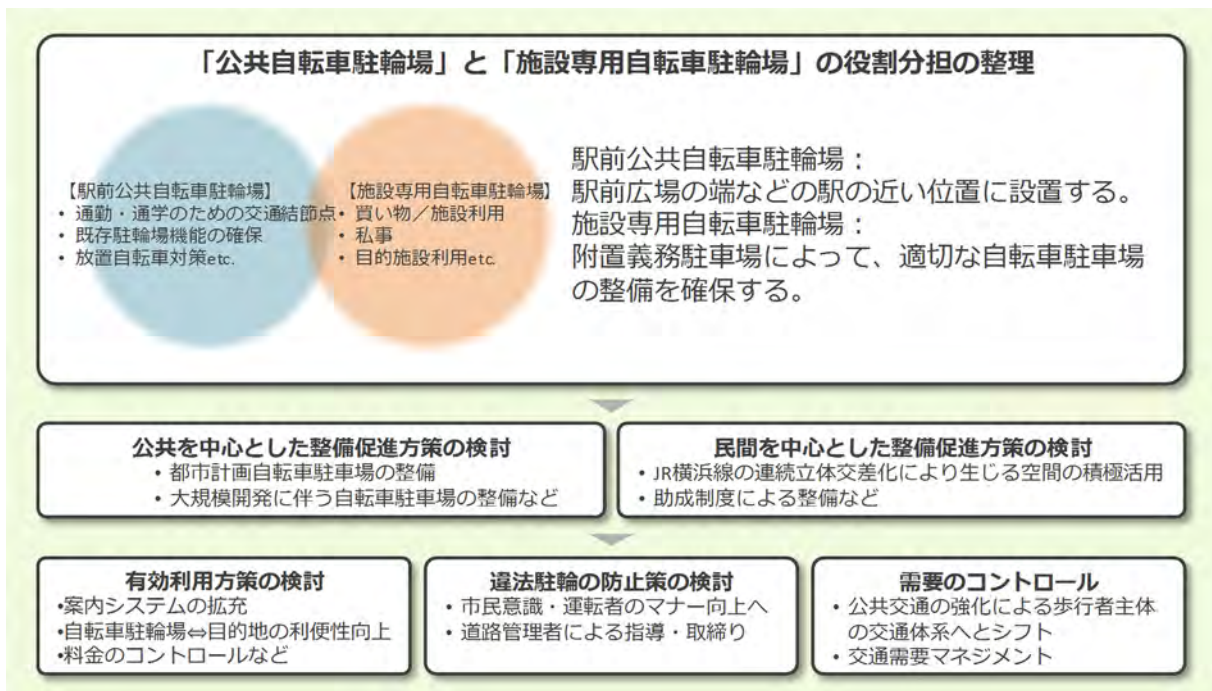 「公共自転車駐輪場」と「施設専用自転車駐輪場」の役割分担の整理
【駅前公共自転車駐輪場】
• 通勤・通学のための交通結節点
• 既存駐輪場機能の確保
• 放置自転車対策etc.
【施設専用自転車駐輪場】
• 買い物／施設利用
• 私事
• 目的施設利用etc.
駅前公共自転車駐輪場：
駅前広場の端などの駅の近い位置に設置する。
施設専用自転車駐輪場：
附置義務駐車場によって、適切な自転車駐車場
の整備を確保する。
公共を中心とした整備促進方策の検討
• 都市計画自転車駐車場の整備
• 大規模開発に伴う自転車駐車場の整備など
民間を中心とした整備促進方策の検討
• JR横浜線の連続立体交差化により生じる空間の積極活用
• 助成制度による整備など
有効利用方策の検討
•案内システムの拡充
•自転車駐輪場⇔目的地の利便性向上
•料金のコントロールなど
違法駐輪の防止策の検討
• 市民意識・運転者のマナー向上へ
• 道路管理者による指導・取締り
需要のコントロール
• 公共交通の強化による歩行者主体
の交通体系へとシフト
• 交通需要マネジメント